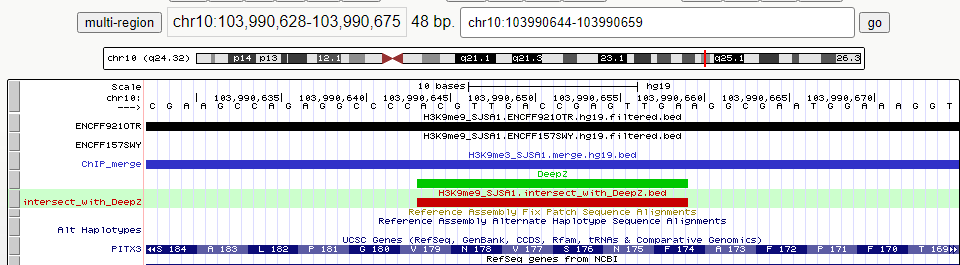 multi-region chr10:103,990,628-103,990,675 48 bp. chr10:103990644-103990659 go
chr10 (q24.32) p14 p13 12.1 q21.1 q21.3 23.1 q25.1 26.3
Scale 10 bases hg19
chr10: 103,990,635 103,990,640 103,990,645 103,990,650 103,990,655 103,990,660 103,990,665 103,990,670
---> C G A A G C C A G A G G C C C C A C G T T G A C C G T G A C G T T G A A G G C G G A G G G G A A G G T
H3K9me9_SJSA1.ENCFF921OTR.hg19.filtered.bed
ENCFF921OTR
H3K9me9_SJSA1.ENCFF157SWY.hg19.filtered.bed
ENCFF157SWY
H3K9me3_SJSA1.merge.hg19.bed
ChIP_merge
DeepZ
H3K9me9_SJSA1.intersect_with_DeepZ.bed
intersect_with_DeepZ
Reference Assembly Fix Patch Sequence Alignments
Reference Assembly Alternate Haplotype Sequence Alignments
Alt Haplotypes
UCSC Genes (RefSeq, GenBank, CCDS, Rfam, tRNAs & Comparative Genomics)
PITX3 S 184 A 183 L 182 P 181 G 180 V 179 N 178 V 177 S 176 N 175 F 174 A 173 F 172 P 171 F 170 T 169
RefSeq genes from NCBI